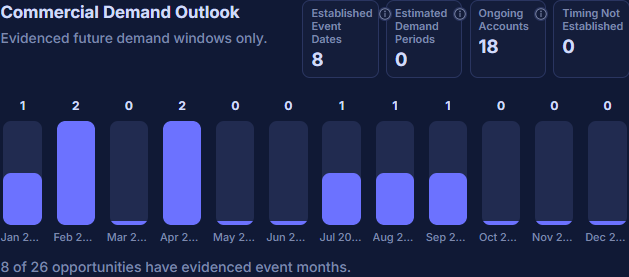 Commercial Demand Outlook
Evidenced future demand windows only.
Established
Event
Dates
8
Estimated
Demand
Periods
0
Ongoing
Accounts
18
Timing Not
Established
0
1 2 0 2 0 0 1 1 1 0 0 0
Jan 2... Feb 2... Mar 2... Apr 2... May 2... Jun 2... Jul 20... Aug 2... Sep 2... Oct 2... Nov 2... Dec 2...
8 of 26 opportunities have evidenced event months.